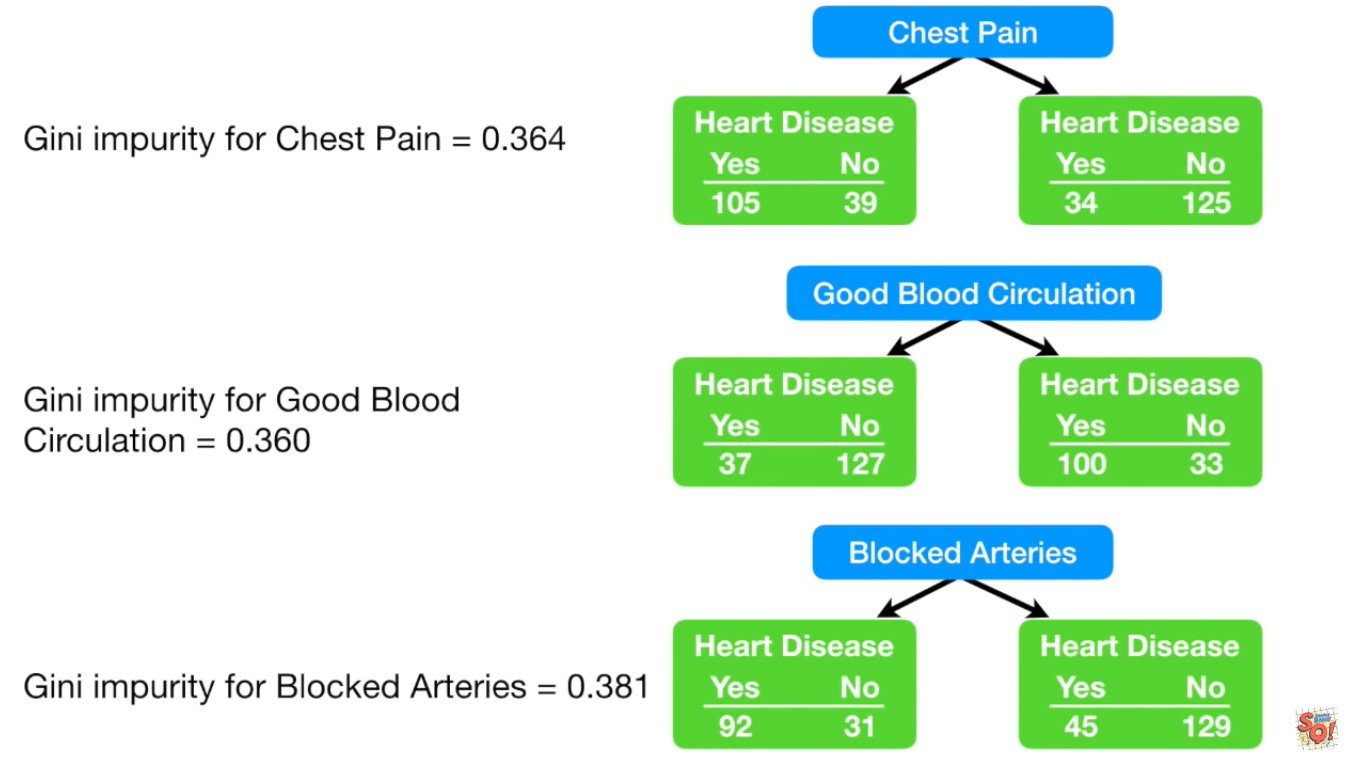 Chest Pain
Gini impurity for Chest Pain = 0.364
Heart Disease
Yes No
105 39
Heart Disease
Yes No
34 125
Good Blood Circulation
Gini impurity for Good Blood
Circulation = 0.360
Heart Disease
Yes No
37 127
Heart Disease
Yes No
100 33
Blocked Arteries
Gini impurity for Blocked Arteries = 0.381
Heart Disease
Yes No
92 31
Heart Disease
Yes No
45 129
SQ!